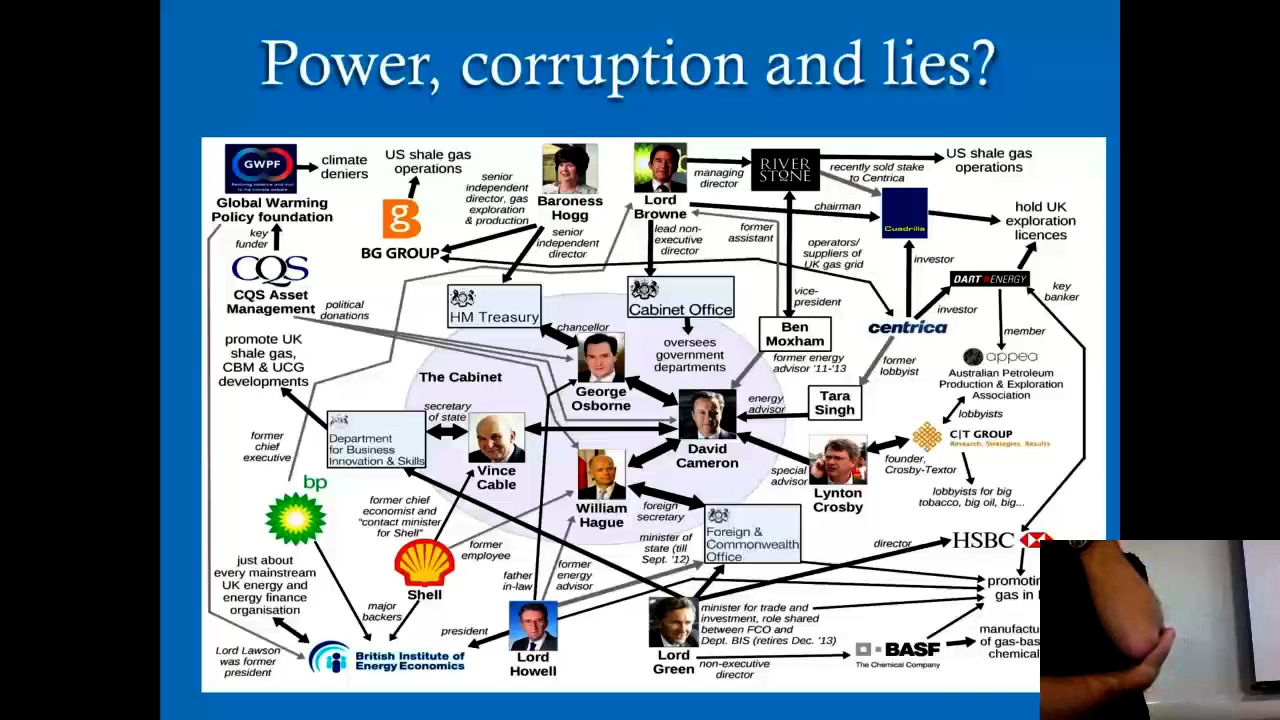 Power, corruption and lies?
GWPF
climate
deniers
Global Warming
Policy foundation
key
funder
CQS
CQS Asset
Management
political
donations
US shale gas
operations
g
BG GROUP
senior
independent
director, gas
exploration
& production
Baroness
Hogg
senior
independent
director
Lord
Browne
managing
director
RIVER
STONE
recently sold stake
to Centrica
US shale gas
operations
chairman
Cuadrilla
hold UK
exploration
licences
lead non-
executive
director
former
assistant
operators/
suppliers of
UK gas grid
investor
DART ENERGY
key
banker
HM Treasury
Cabinet Office
vice-
president
centrica
investor
member
chancellor
oversees
government
departments
Ben
Moxham
former energy
advisor '11-'13
former
lobbyist
appea
Australian Petroleum
Production & Exploration
Association
promote UK
shale gas,
CBM & UCG
developments
The Cabinet
George
Osborne
energy
advisor
Tara
Singh
lobbyists
secretary
of state
Department
for Business
Innovation & Skills
Vince
Cable
David
Cameron
C|T GROUP
Research, Strategies, Results
founder,
Crosby-Textor
special
advisor
Lynton
Crosby
lobbyists for big
tobacco, big oil, big...
former
chief
executive
bp
William
Hague
foreign
secretary
Foreign &
Commonwealth
Office
former chief
economist and
"contact minister
for Shell"
former
employee
minister of
state (till
Sept. '12)
director
HSBC
Shell
just about
every mainstream
UK energy and
energy finance
organisation
father
in-law
former
energy
advisor
promoting
gas in
major
backers
president
Lord
Howell
Lord
Green
minister for trade and
investment, role shared
between FCO and
Dept. BIS (retires Dec. '13)
non-executive
director
BASF
The Chemical Company
of gas-
Lord Lawson
was former
president
British Institute of
Energy Economics